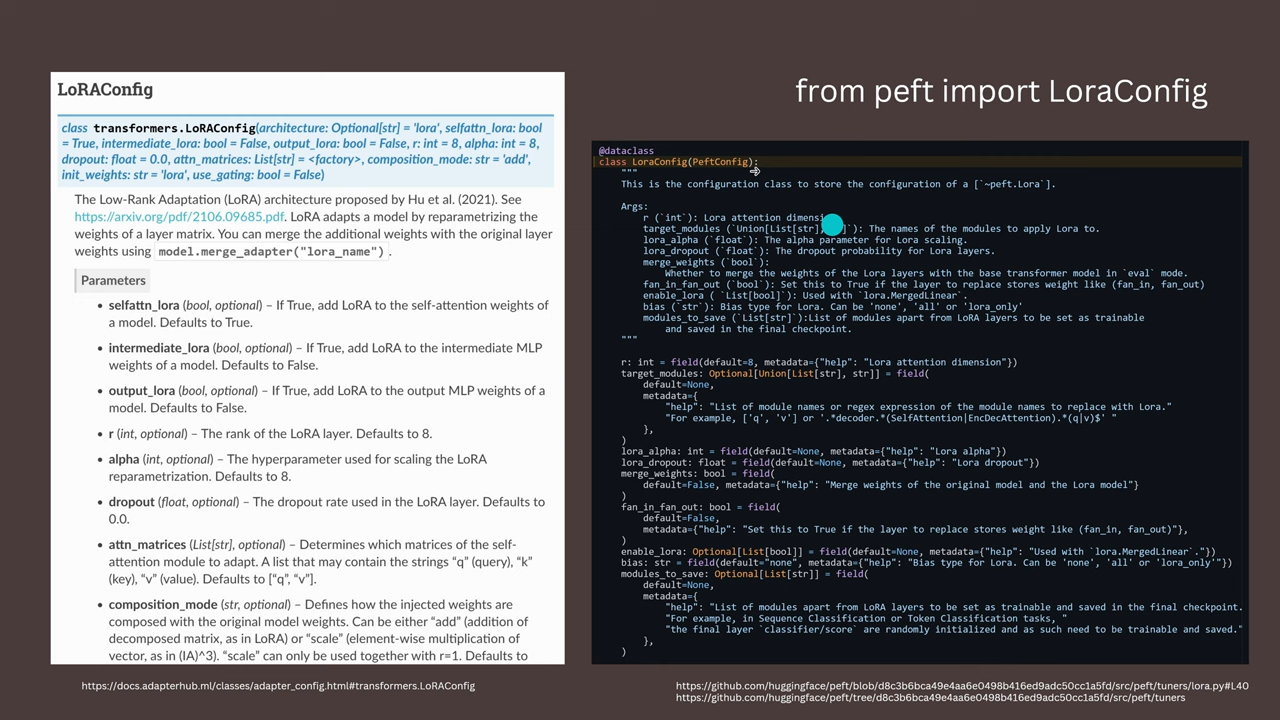 LoRAConfig
class transformers.LoRAConfig(architecture: Optional[str] = 'lora', selfattn_lora: bool
= True, intermediate_lora: bool = False, output_lora: bool = False, r: int = 8, alpha: int = 8,
dropout: float = 0.0, attn_matrices: List[str] = <factory>, composition_mode: str = 'add',
init_weights: str = 'lora', use_gating: bool = False)
The Low-Rank Adaptation (LoRA) architecture proposed by Hu et al. (2021). See
https://arxiv.org/pdf/2106.09685.pdf. LoRA adapts a model by reparametrizing the
weights of a layer matrix. You can merge the additional weights with the original layer
weights using model.merge_adapter("lora_name").
Parameters
• selfattn_lora (bool, optional) – If True, add LoRA to the self-attention weights of
a model. Defaults to True.
• intermediate_lora (bool, optional) – If True, add LoRA to the intermediate MLP
weights of a model. Defaults to False.
• output_lora (bool, optional) – If True, add LoRA to the output MLP weights of a
model. Defaults to False.
• r (int, optional) – The rank of the LoRA layer. Defaults to 8.
• alpha (int, optional) – The hyperparameter used for scaling the LoRA
reparametrization. Defaults to 8.
• dropout (float, optional) – The dropout rate used in the LoRA layer. Defaults to
0.0.
• attn_matrices (List[str], optional) – Determines which matrices of the self-
attention module to adapt. A list that may contain the strings “q” (query), “k”
(key), “v” (value). Defaults to [“q”, “v”].
• composition_mode (str, optional) – Defines how the injected weights are
composed with the original model weights. Can be either “add” (addition of
decomposed matrix, as in LoRA) or “scale” (element-wise multiplication of
vector, as in (IA)^3). “scale” can only be used together with r=1. Defaults to
https://docs.adapterhub.ml/classes/adapter_config.html#transformers.LoRAConfig
from peft import LoraConfig
@dataclass
class LoraConfig(PeftConfig):
"""
This is the configuration class to store the configuration of a [`~peft.Lora`].
Args:
r (`int`): Lora attention
target_modules (`Union[List[str] `): The names of the modules to apply Lora to.
lora_alpha (`float`): The alpha parameter for Lora scaling.
lora_dropout (`float`): The dropout probability for Lora layers.
merge_weights (`bool`):
Whether to merge the weights of the Lora layers with the base transformer model in `eval` mode.
fan_in_fan_out (`bool`): Set this to True if the layer to replace stores weight like (fan_in, fan_out)
enable_lora ( `List[bool]`): Used with `lora.MergedLinear`.
bias (`str`): Bias type for Lora. Can be 'none', 'all' or 'lora_only'
modules_to_save (`List[str]`):List of modules apart from LoRA layers to be set as trainable
and saved in the final checkpoint.
"""
r: int = field(default=8, metadata={"help": "Lora attention dimension"})
target_modules: Optional[Union[List[str], str]] = field(
default=None,
metadata={
"help": "List of module names or regex expression of the module names to replace with Lora."
"For example, ['q', 'v'] or '.*decoder.*(SelfAttention|EncDecAttention).*(q|v)$' "
},
)
lora_alpha: int = field(default=None, metadata={"help": "Lora alpha"})
lora_dropout: float = field(default=None, metadata={"help": "Lora dropout"})
merge_weights: bool = field(
default=False, metadata={"help": "Merge weights of the original model and the Lora model"}
)
fan_in_fan_out: bool = field(
default=False,
metadata={"help": "Set this to True if the layer to replace stores weight like (fan_in, fan_out)"},
)
enable_lora: Optional[List[bool]] = field(default=None, metadata={"help": "Used with `lora.MergedLinear`."})
bias: str = field(default="none", metadata={"help": "Bias type for Lora. Can be 'none', 'all' or 'lora_only'"})
modules_to_save: Optional[List[str]] = field(
default=None,
metadata={
"help": "List of modules apart from LoRA layers to be set as trainable and saved in the final checkpoint.
"For example, in Sequence Classification or Token Classification tasks, "
"the final layer `classifier/score` are randomly initialized and as such need to be trainable and saved."
},
)
https://github.com/huggingface/peft/blob/d8c3b6bca49e4aa6e0498b416ed9adc50cc1a5fd/src/peft/tuners/lora.py#L40
https://github.com/huggingface/peft/tree/d8c3b6bca49e4aa6e0498b416ed9adc50cc1a5fd/src/peft/tuners